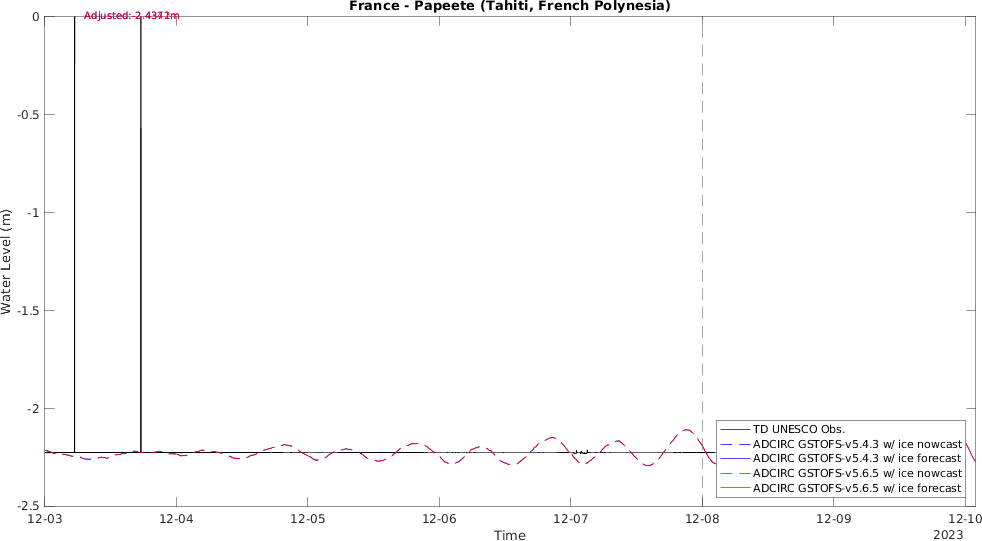 France - Papeete (Tahiti, French Polynesia)
Adjusted:
0
-0.5
-1
-1.5
-2
-2.5
Water Level (m)
TD UNESCO Obs.
ADCIRC GSTOFS-v5.4.3 w/ ice nowcast
ADCIRC GSTOFS-v5.4.3 w/ ice forecast
ADCIRC GSTOFS-v5.6.5 w/ ice nowcast
ADCIRC GSTOFS-v5.6.5 w/ ice forecast
12-03 12-04 12-05 12-06 12-07 12-08 12-09 12-10
Time
2023